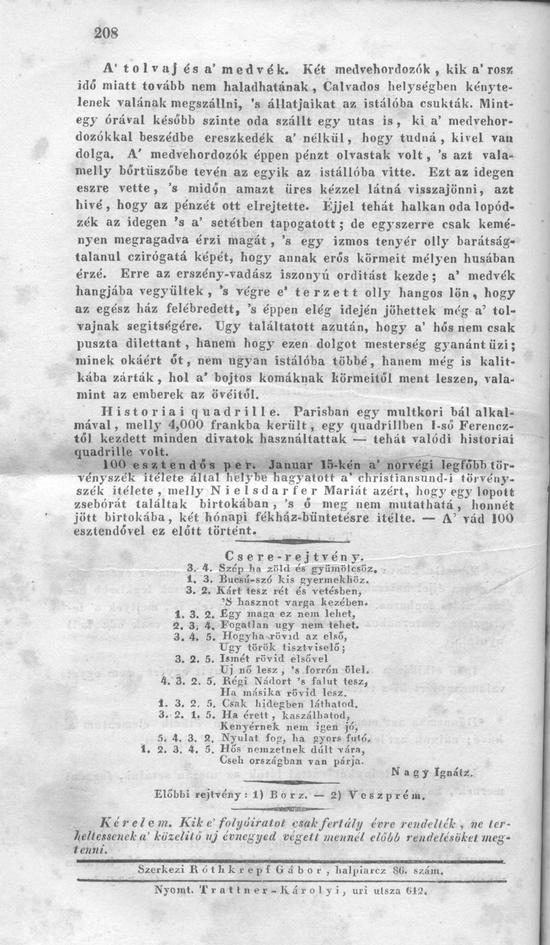 208
A' tolvaj és a' medvék. Két medvehordozók, kik a' rosz
idő miatt tovább nem haladhatának, Calvados helységben kényte-
lenek valának megszállni, 's állatjaikat az istálóba csukták. Mint-
egy órával később szinte oda szállt egy utas is, ki a' medvehor-
dozókkal beszédbe ereszkedék a' nélkül, hogy tudná, kivel van
dolga. A' medvehordozók éppen pénzt olvastak volt, 's azt vala-
melly bőrtüszőbe tevén az egyik az istállóba vitte. Ezt az idegen
eszre vette, 's midőn amazt üres kézzel látná visszajönni, azt
hivé, hogy az pénzét ott elrejtette. Éjjel tehát halkan oda lopód-
zék az idegen 's a' setétben tapogatott; de egyszerre csak kemé-
nyen megragadva érzi magát, 's egy izmos tenyér olly barátság-
talanul czirógatá képét, hogy annak erős körmeit mélyen husában
érzé. Erre az erszény-vadász iszonyú orditást kezde; a' medvék
hangjába vegyültek, 's végre e' terzett olly hangos lőn, hogy
az egész ház felébredett, 's éppen elég idején jöhettek még a' tol-
vajnak segitségére. Ugy találtatott azután, hogy a' hős nem csak
puszta dilettant, hanem hogy ezen dolgot mesterség gyanánt üzi;
minek okáért őt, nem ugyan istálóba többé, hanem még is kalit-
kába zárták, hol a' bojtos komáknak körmeitől ment leszen, vala-
mint az emberek az övéitől.
Historiai quadrille. Parisban egy multkori bál alkal-
mával, melly 4,000 frankba került, egy quadrillben I-ső Ferencz-
től kezdett minden divatok használtattak — tehát valódi historiai
quadrille volt.
100 esztendős per. Januar 15-kén a' norvégi legfőbb tör-
vényszék itélete által helybe hagyatott a' christiansund-i törvény-
szék itélete, melly Nielsdarfer Mariát azért, hogy egy lopott
zsebórát találtak birtokában, 's ő meg nem mutathatá, honnét
jött birtokába, két hónapi fékház-büntetésre itélte. — A' vád 100
esztendővel ez előtt történt.
Csere-rejtvény.
3. 4. Szép ha zöld és gyümölcsöz,
1. 3. Bucsú-szó kis gyermekhöz.
3. 2. Kárt tesz rét és vetésben,
'S hasznot varga kezében.
1. 3. 2. Egy maga ez nem lehet,
2. 3. 4. Fogatlan ugy nem tehet.
3. 4. 5. Hogyha rövid az első,
Ugy török tisztviselő;
3. 2. 5. Ismét rövid elsővel
Uj nő lesz, 's forrón ölel.
4. 3. 2. 5. Régi Nádort 's falut tesz,
Ha másika rövid lesz.
1. 3. 2. 5. Csak hidegben láthatod.
3. 2. 1. 5. Ha érett, kaszálhatod,
Kenyérnek nem igen jó,
5. 4. 3. 2. Nyulat fog, ha gyors futó.
1. 2. 3. 4. 5. Hős nemzetnek dúlt vára,
Cseh országban van párja.
Nagy Ignátz.
Előbbi rejtvény: 1) Borz. — 2) Veszprém.
Kérelem. Kik e' folyóiratot csak fertály évre rendelték, ne ter-
heltessenek a' közelitő uj évnegyed végett mennél előbb rendelésöket meg-
tenni.
Szerkezi Róthkrepf Gábor, halpiarcz 86. szám.
Nyomt. Trattner-Károlyi, uri utsza 612.